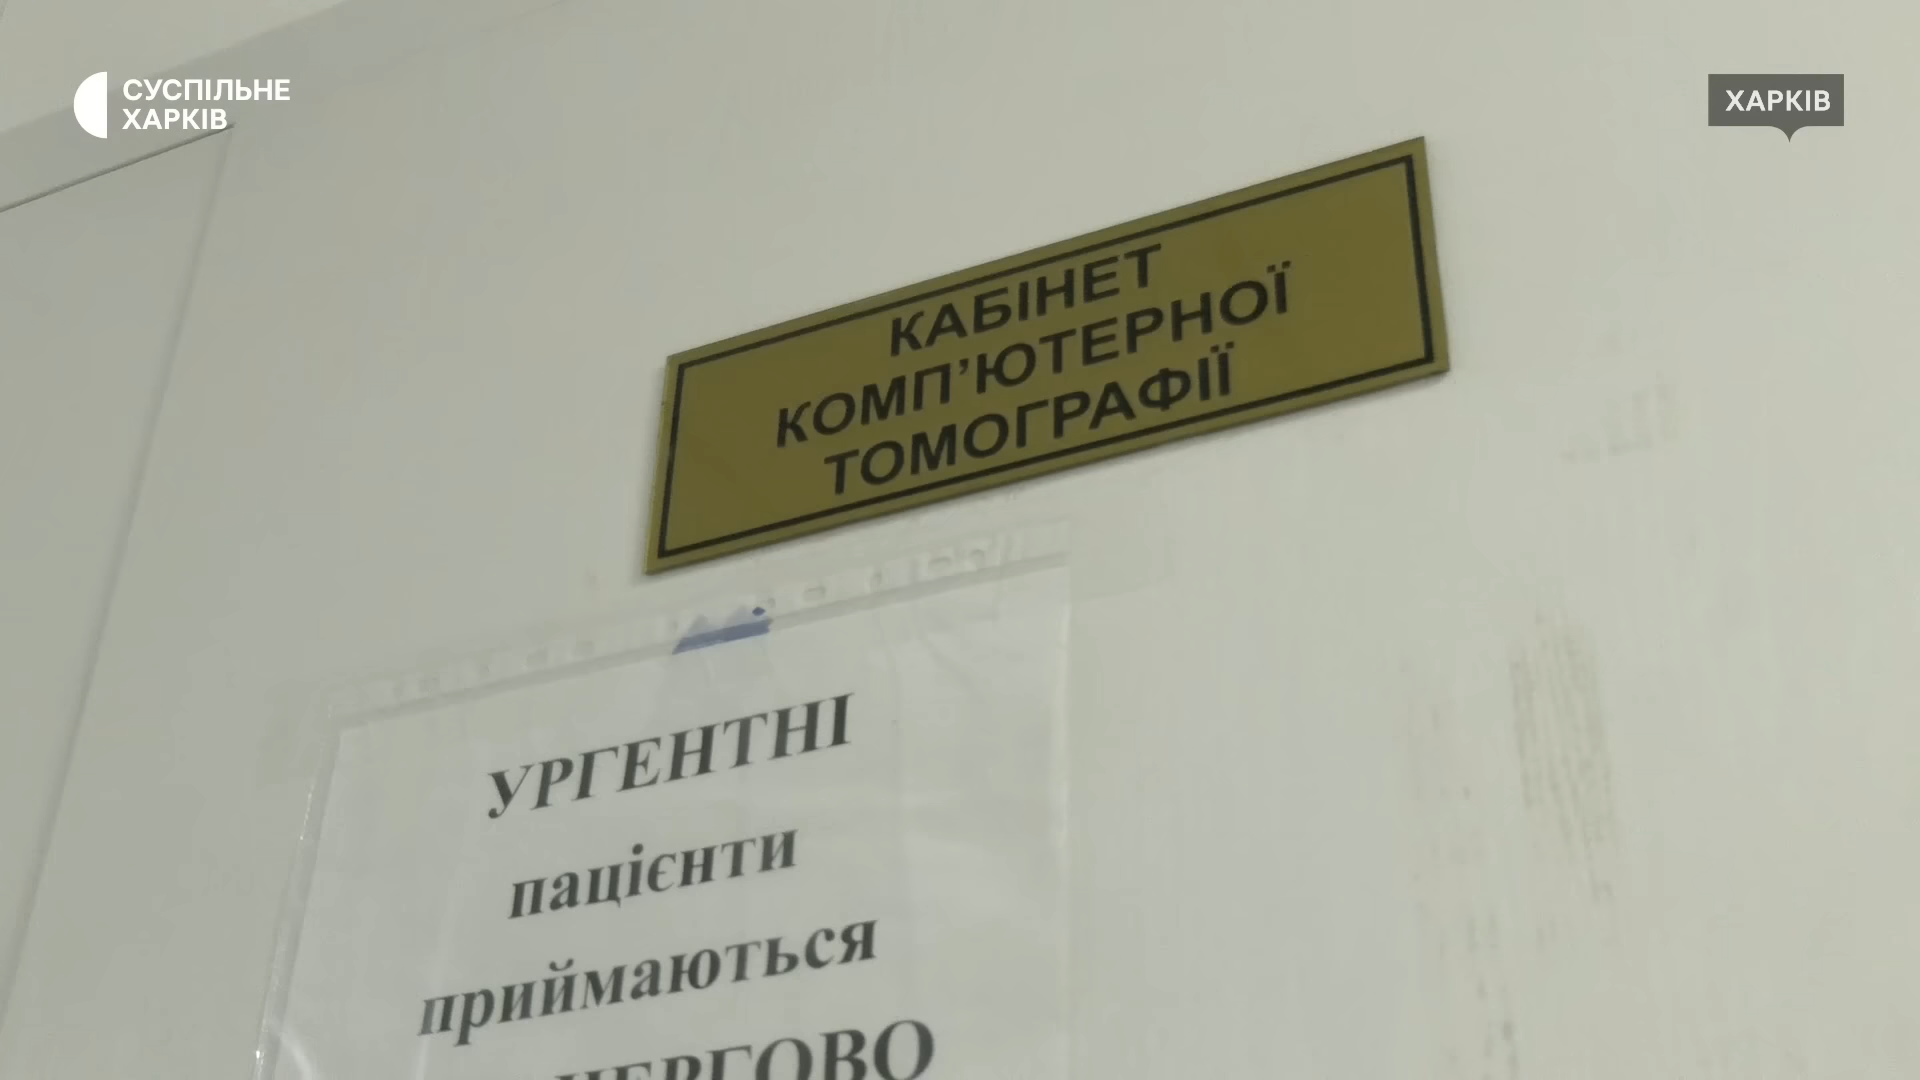 СУСПІЛЬНЕ
ХАРКІВ
ХАРКІВ
КАБІНЕТ
КОМП’ЮТЕРНОЇ
ТОМОГРАФІЇ
УРГЕНТНІ
пацієнти
приймаються